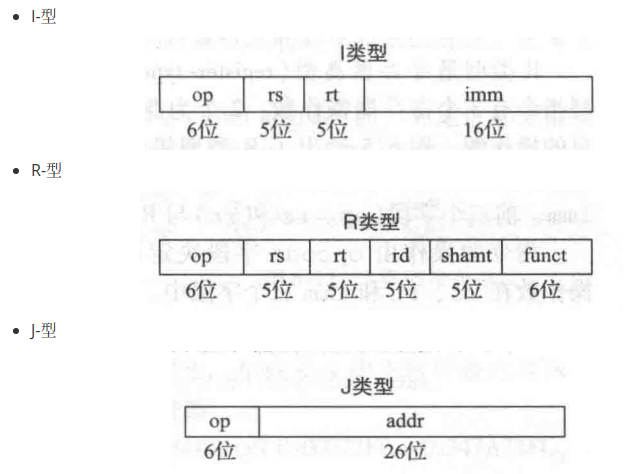 I-型
I类型
op rs rt imm
6位 5位 5位 16位
R-型
R类型
op rs rt rd shamt funct
6位 5位 5位 5位 5位 6位
J-型
J类型
op addr
6位 26位